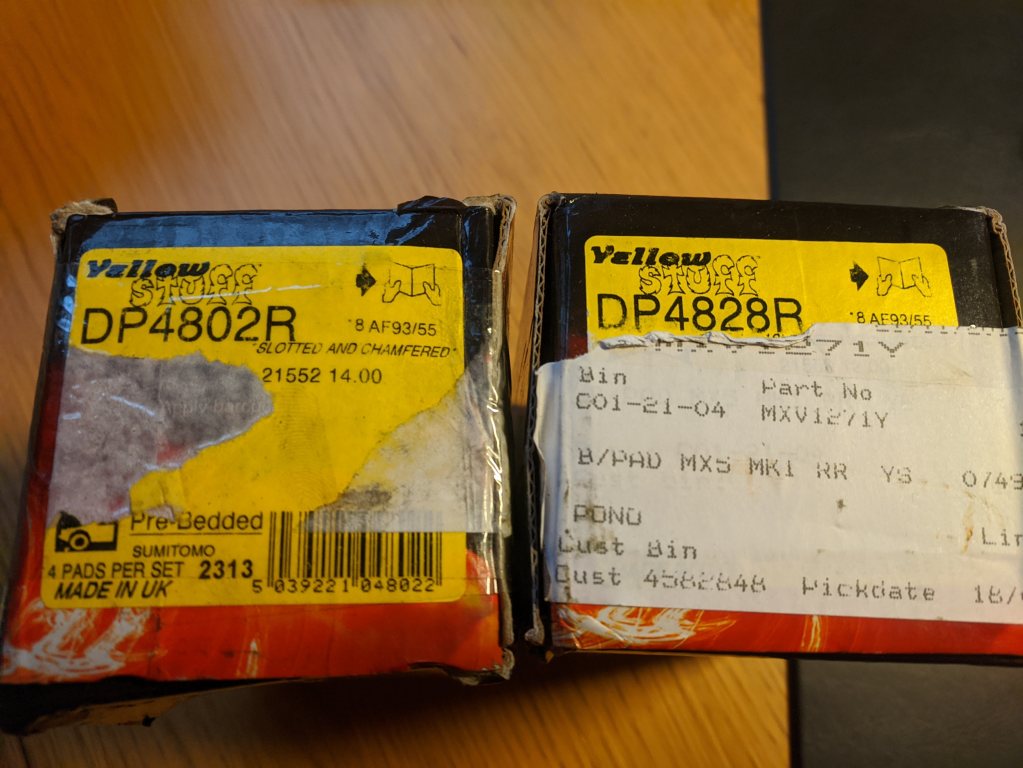 Yellow
STUFF
DP4802R
*8 AF93/55
"SLOTTED AND CHAMFERED"
21552 14.00
Pre-Bedded
SUMITOMO
4 PADS PER SET 2313
MADE IN UK
5 039221 048022
Yellow
STUFF
DP4828R
*8 AF93/55
Bin
C01-21-04
Part No
MXV1271Y
B/PAD MX5 MK1 RR YS
POND
Cust Bin
Cust 4582848 Pickdate